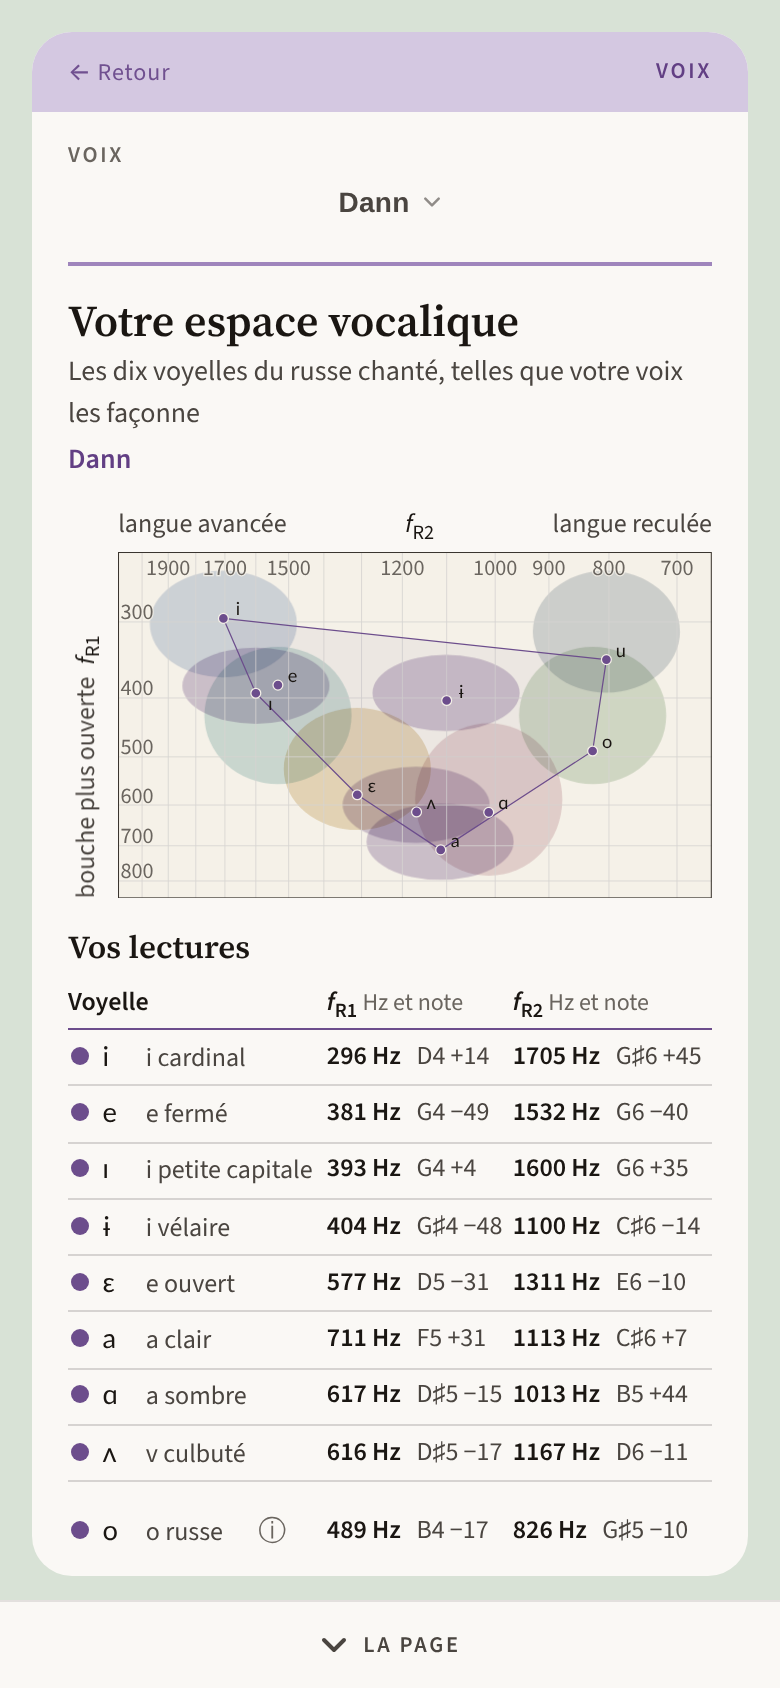 ← Retour
VOIX
VOIX
Dann
Votre espace vocalique
Les dix voyelles du russe chanté, telles que votre voix
les façonne
Dann
langue avancée fR2 langue reculée
1900 1700 1500 1200 1000 900 800 700
bouche plus ouverte fR1
300
400
500
600
700
800
i
e
ɪ
ɨ
u
o
ɛ
ʌ
ɑ
a
Vos lectures
Voyelle fR1 Hz et note fR2 Hz et note
i i cardinal 296 Hz D4 +14 1705 Hz G♯6 +45
e e fermé 381 Hz G4 −49 1532 Hz G6 −40
ɪ i petite capitale 393 Hz G4 +4 1600 Hz G6 +35
ɨ i vélaire 404 Hz G♯4 −48 1100 Hz C♯6 −14
ɛ e ouvert 577 Hz D5 −31 1311 Hz E6 −10
a a clair 711 Hz F5 +31 1113 Hz C♯6 +7
ɑ a sombre 617 Hz D♯5 −15 1013 Hz B5 +44
ʌ v culbuté 616 Hz D♯5 −17 1167 Hz D6 −11
o o russe ⓘ 489 Hz B4 −17 826 Hz G♯5 −10
LA PAGE